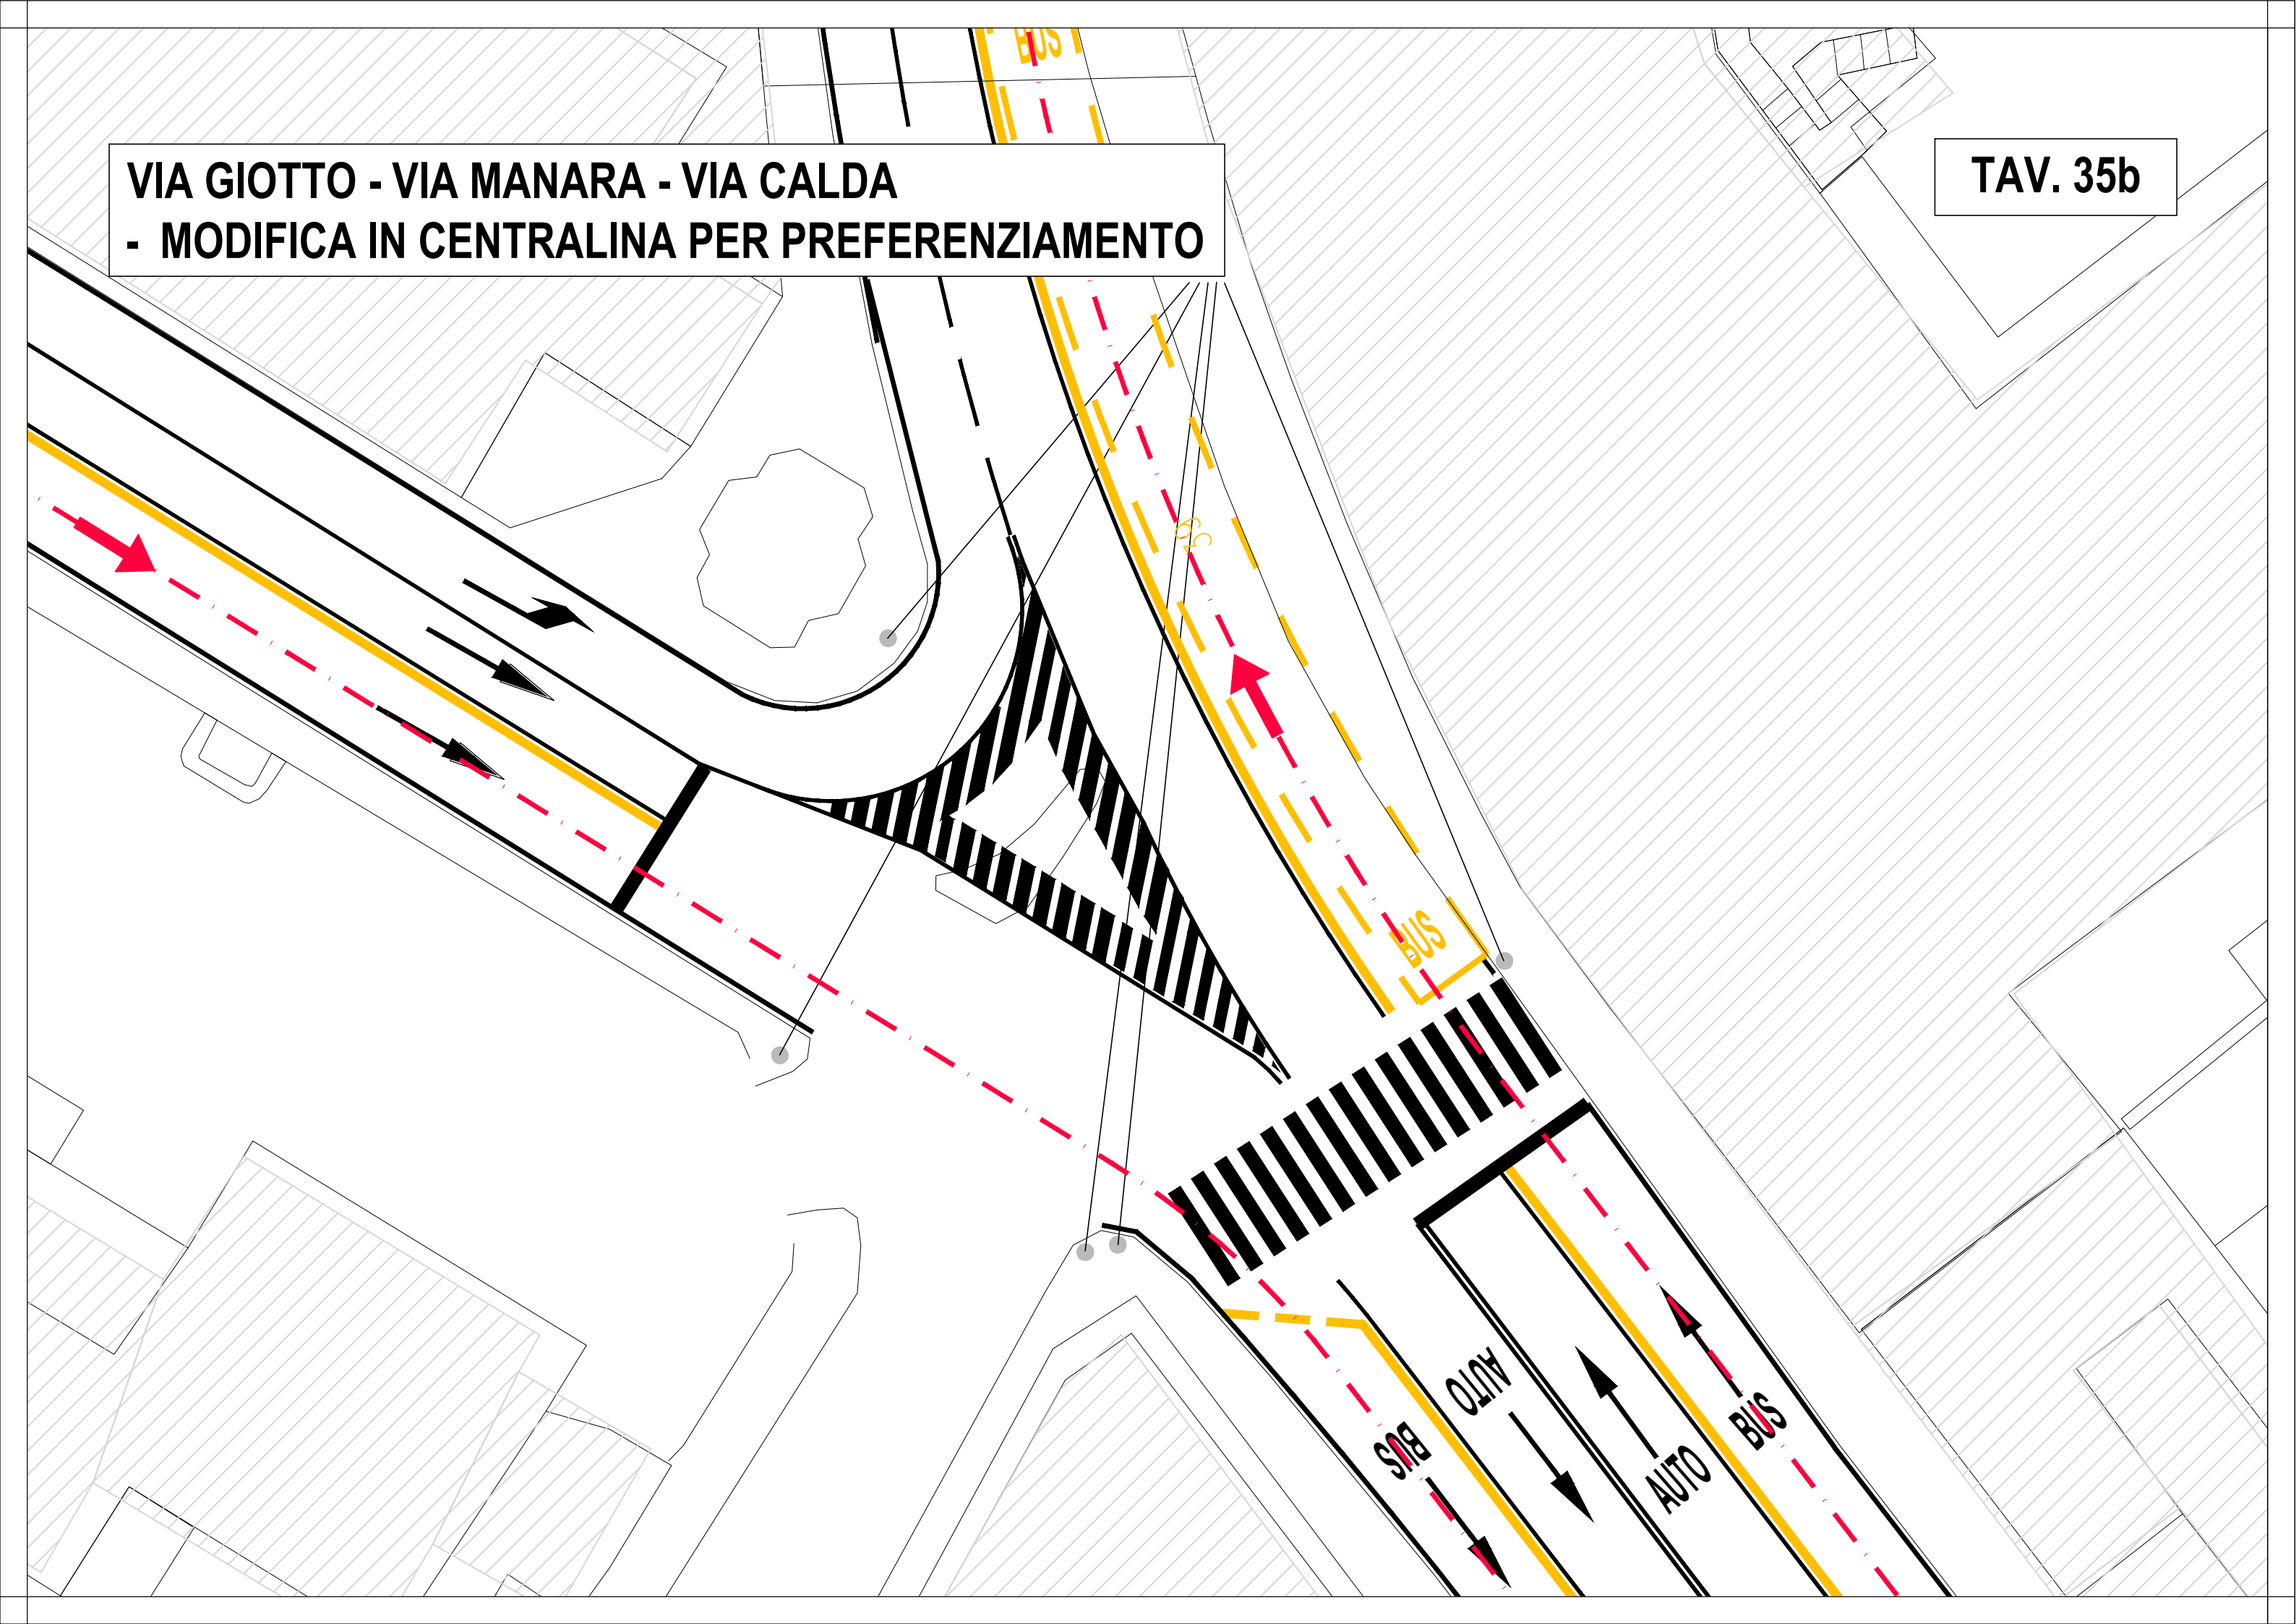 BUS
VIA GIOTTO - VIA MANARA - VIA CALDA
- MODIFICA IN CENTRALINA PER PREFERENZIAMENTO
TAV. 35b
BUS
AUTO
BUS
AUTO
BUS